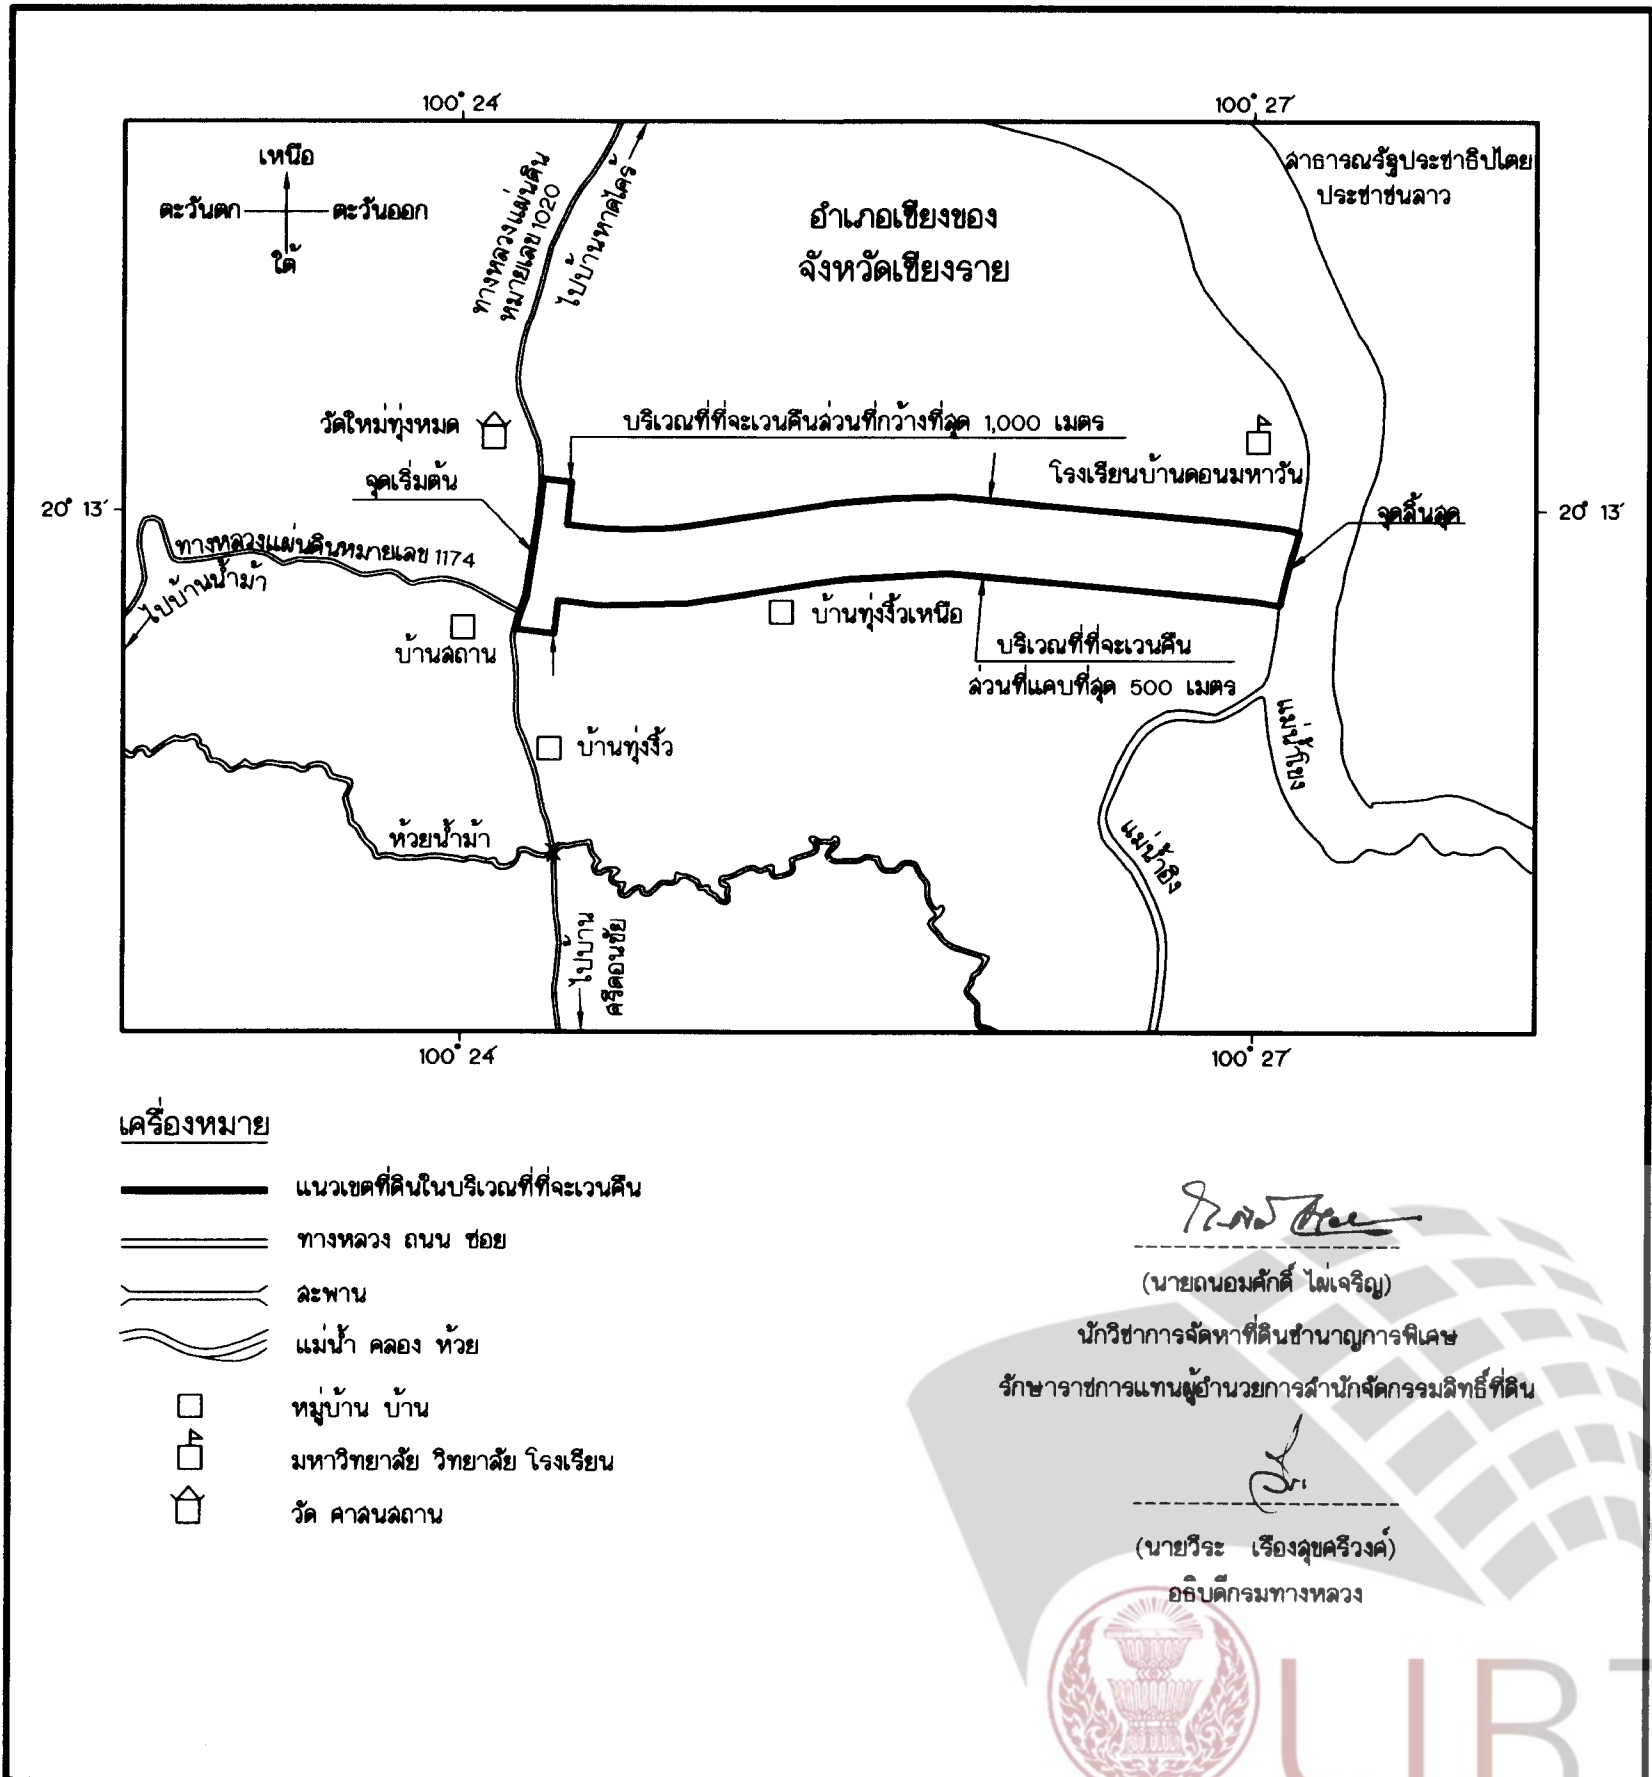 100° 24′
100° 27′
เหนือ
ตะวันตก
ตะวันออก
ใต้
ทางหลวงแผ่นดิน
หมายเลข 1020
ไปบ้านหาดไคร้
อำเภอเชียงของ
จังหวัดเชียงราย
สาธารณรัฐประชาธิปไตย
ประชาชนลาว
วัดใหม่ทุ่งหมด
บริเวณที่ที่จะเวนคืนส่วนที่กว้างที่สุด 1,000 เมตร
โรงเรียนบ้านดอนมหาวัน
จุดเริ่มต้น
20° 13′
จุดสิ้นสุด
20° 13′
ทางหลวงแผ่นดินหมายเลข 1174
ไปบ้านน้ำม้า
บ้านสถาน
บ้านทุ่งงิ้วเหนือ
บริเวณที่ที่จะเวนคืน
ส่วนที่แคบที่สุด 500 เมตร
บ้านทุ่งงิ้ว
แม่น้ำโขง
ห้วยน้ำม้า
แม่น้ำอิง
ไปบ้าน
ศรีดอนชัย
100° 24′
100° 27′
เครื่องหมาย
แนวเขตที่ดินในบริเวณที่ที่จะเวนคืน
ทางหลวง ถนน ซอย
สะพาน
แม่น้ำ คลอง ห้วย
หมู่บ้าน บ้าน
มหาวิทยาลัย วิทยาลัย โรงเรียน
วัด ศาสนสถาน
(นายถนอมศักดิ์ ไผ่เจริญ)
นักวิชาการจัดหาที่ดินชำนาญการพิเศษ
รักษาราชการแทนผู้อำนวยการสำนักจัดกรรมสิทธิ์ที่ดิน
(นายวีระ เรืองสุขศรีวงศ์)
อธิบดีกรมทางหลวง